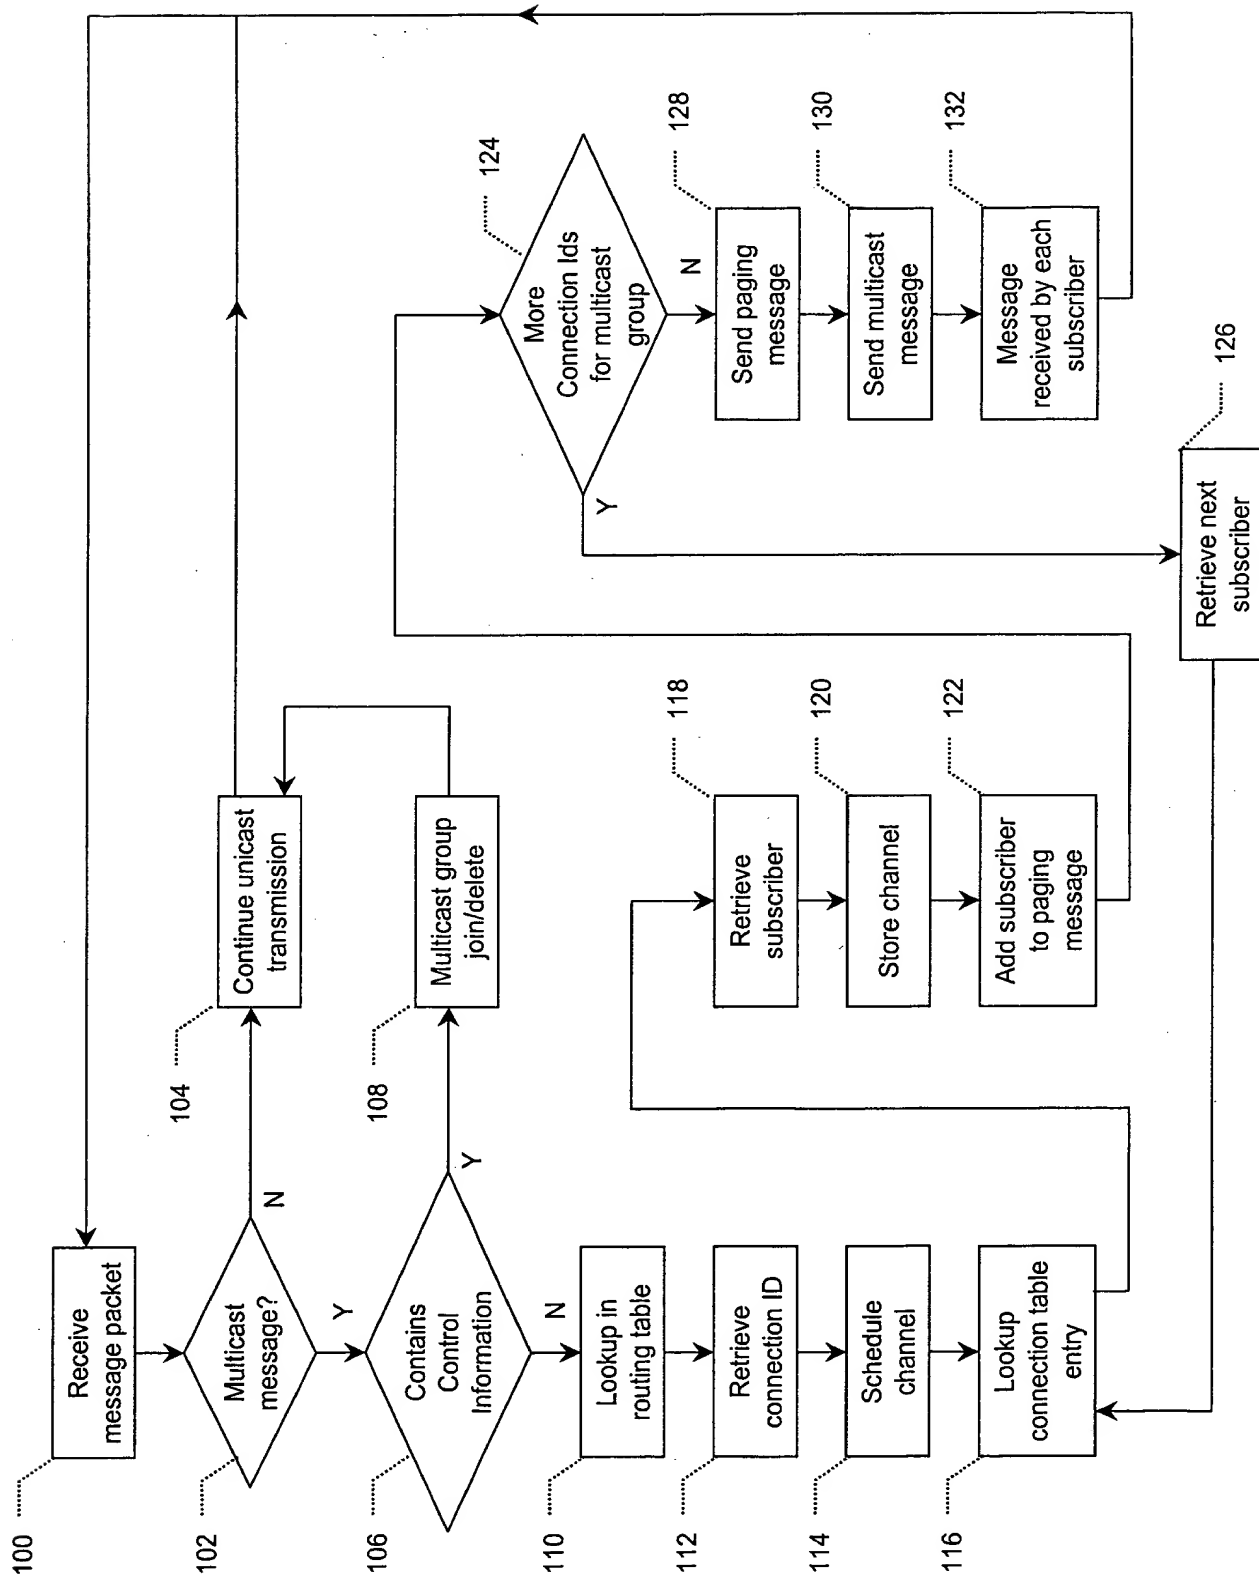 100
Receive
message packet
102
Multicast
message?
N
Y
104
Continue unicast
transmission
106
Contains
Control
Information
Y
N
108
Multicast group
join/delete
110
Lookup in
routing table
112
Retrieve
connection ID
114
Schedule
channel
116
Lookup
connection table
entry
118
Retrieve
subscriber
120
Store channel
122
Add subscriber
to paging
message
124
More
Connection Ids
for multicast
group
Y
N
126
Retrieve next
subscriber
128
Send paging
message
130
Send multicast
message
132
Message
received by each
subscriber